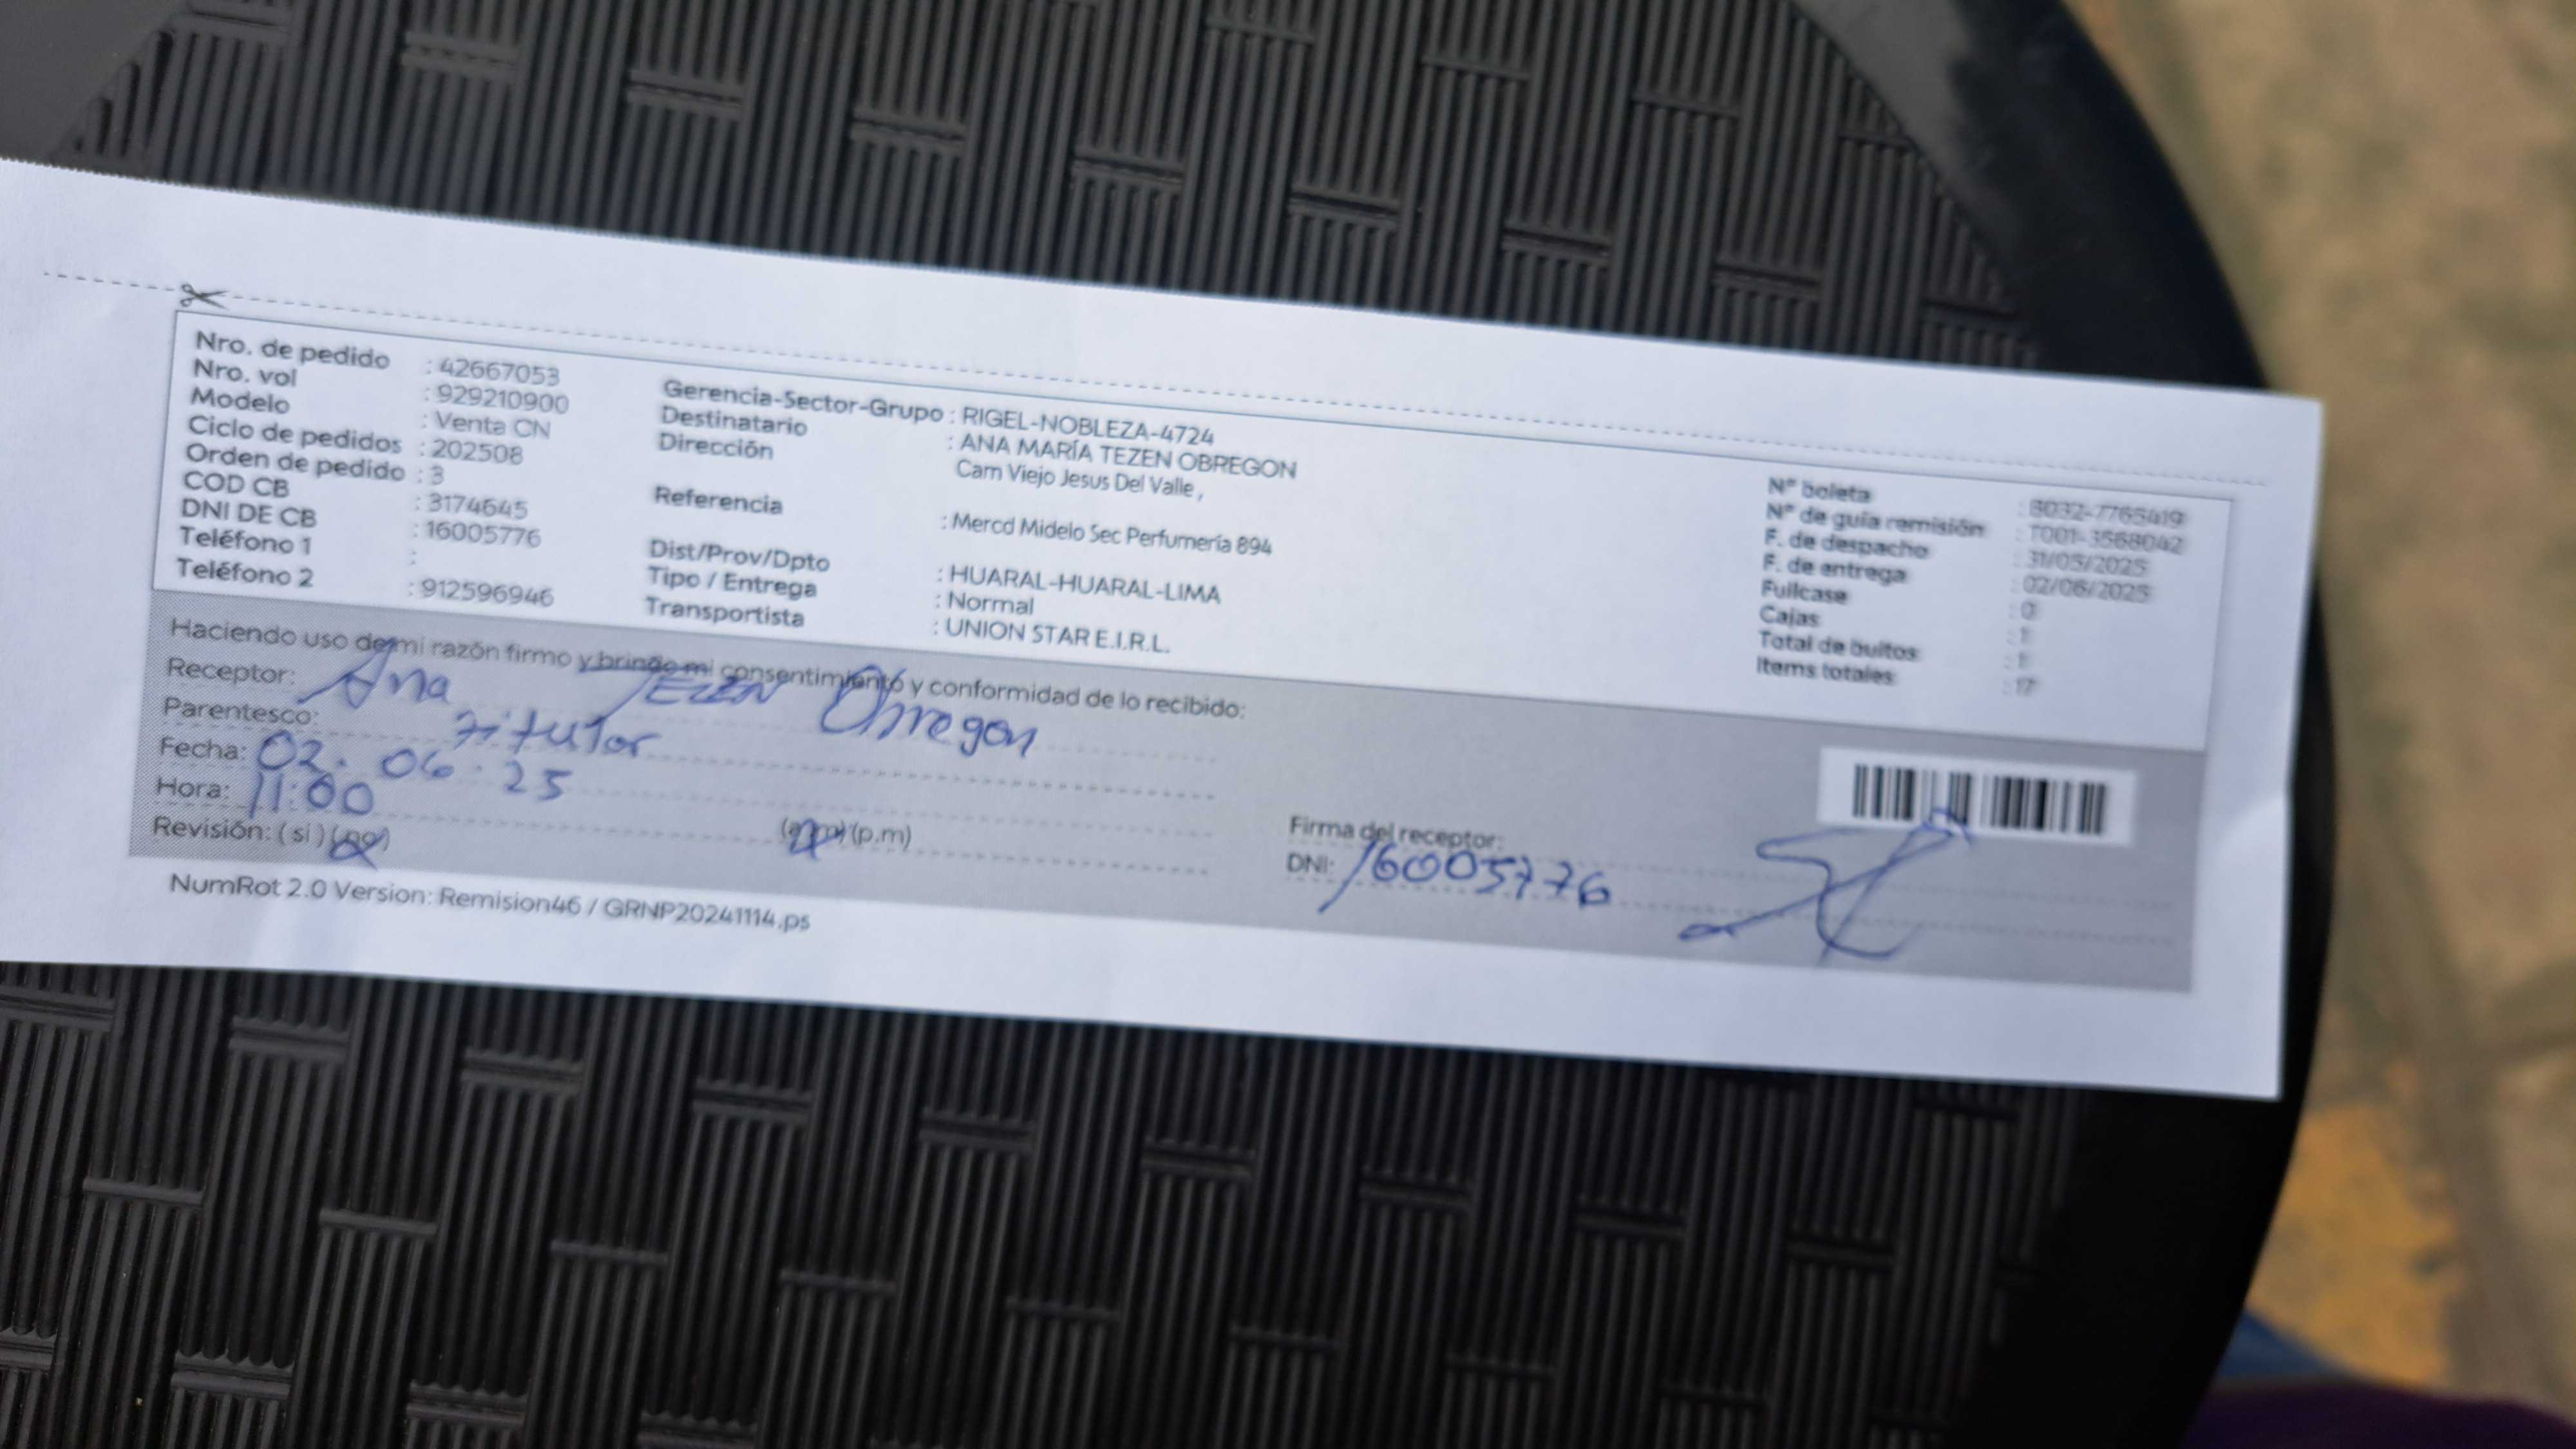 Nro. de pedido : 42667053
Nro. vol : 929210900
Modelo : Venta CN
Ciclo de pedidos : 202508
Orden de pedido : 3
COD CB : 3174645
DNI DE CB : 16005776
Teléfono 1 :
Teléfono 2 : 912596946
Gerencia-Sector-Grupo : RIGEL-NOBLEZA-4724
Destinatario : ANA MARÍA TEZEN OBREGON
Dirección Cam Viejo Jesus Del Valle ,
Referencia : Mercd Midelo Sec Perfumería 894
Dist/Prov/Dpto : HUARAL-HUARAL-LIMA
Tipo / Entrega : Normal
Transportista : UNION STAR E.I.R.L.
N° boleta : B032-7765419
N° de guía remisión : T001-3568042
F. de despacho : 31/05/2025
F. de entrega : 02/06/2025
Fullcase : 0
Cajas : 1
Total de bultos : 1
Items totales : 17
Haciendo uso de mi razón firmo y brindo mi consentimiento y conformidad de lo recibido:
Receptor: Ana TEZEN Obregon
Parentesco: Titular
Fecha: 02.06.25
Hora: 11:00 (a.m) (p.m)
Revisión: ( si ) ( no )
Firma del receptor:
DNI: 16005776
NumRot 2.0 Version: Remision46 / GRNP20241114.ps